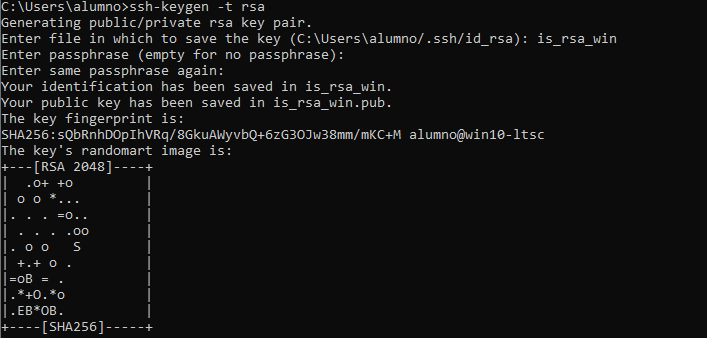 C:\Users\alumno>ssh-keygen -t rsa
Generating public/private rsa key pair.
Enter file in which to save the key (C:\Users\alumno/.ssh/id_rsa): is_rsa_win
Enter passphrase (empty for no passphrase):
Enter same passphrase again:
Your identification has been saved in is_rsa_win.
Your public key has been saved in is_rsa_win.pub.
The key fingerprint is:
SHA256:sQbRnhDOpIhVRq/8GkuAWyvbQ+6zG3OJw38mm/mKC+M alumno@win10-ltsc
The key's randomart image is:
+---[RSA 2048]----+
|  .o+ +o         |
| o o *...        |
|. . . =o..       |
| . . . .oo       |
|. o o   S        |
| +.+ o .         |
|=oB = .          |
|.*+O.*o          |
|.EB*OB.          |
+----[SHA256]-----+